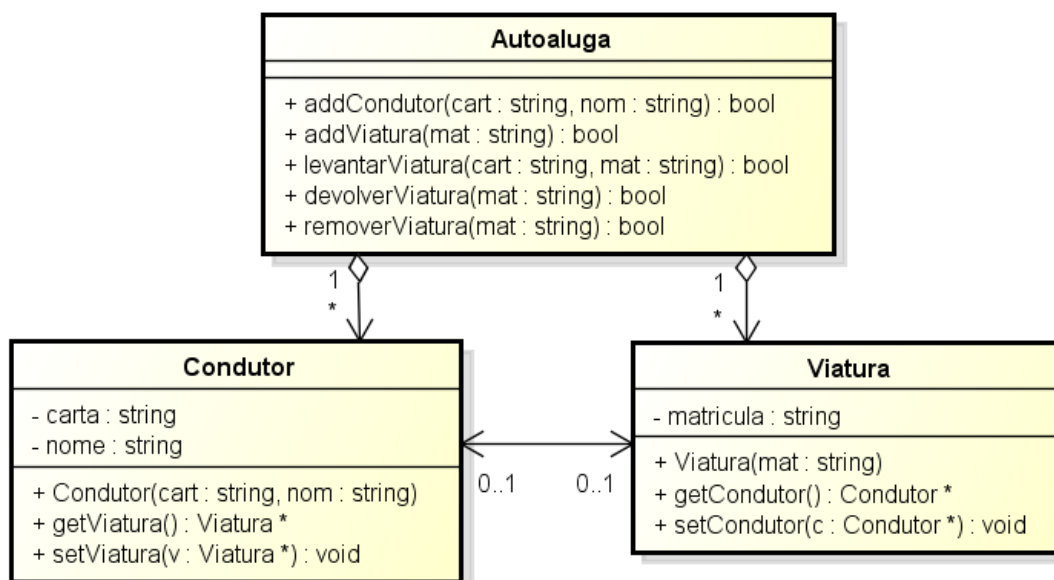 Autoaluga
+ addCondutor(cart : string, nom : string) : bool
+ addViatura(mat : string) : bool
+ levantarViatura(cart : string, mat : string) : bool
+ devolverViatura(mat : string) : bool
+ removerViatura(mat : string) : bool
1
*
1
*
Condutor
- carta : string
- nome : string
+ Condutor(cart : string, nom : string)
+ getViatura() : Viatura *
+ setViatura(v : Viatura *) : void
0..1
0..1
Viatura
- matricula : string
+ Viatura(mat : string)
+ getCondutor() : Condutor *
+ setCondutor(c : Condutor *) : void